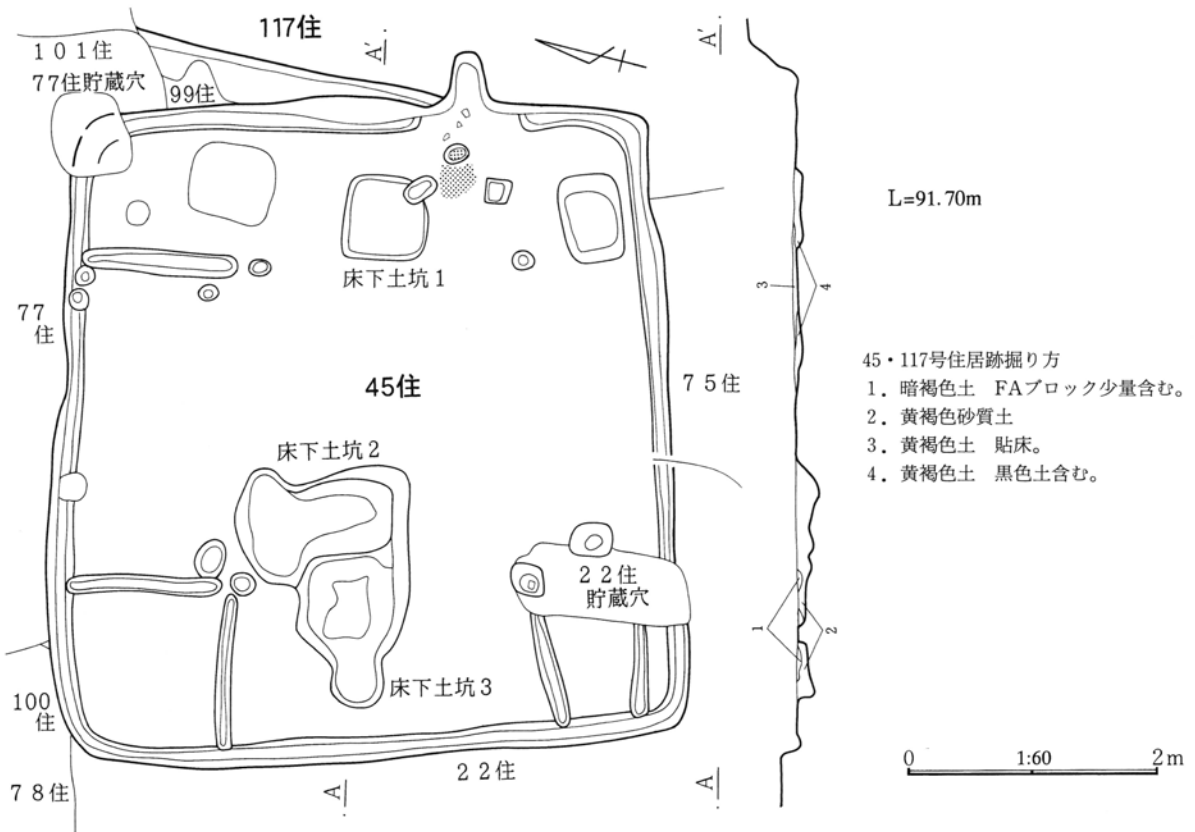 117住
101住
77住貯蔵穴
99住
A'
A'
L=91.70m
床下土坑1
3
4
77
住
45住
75住
45・117号住居跡掘り方
1. 暗褐色土 FAブロック少量含む。
2. 黄褐色砂質土
3. 黄褐色土 貼床。
4. 黄褐色土 黒色土含む。
床下土坑2
22住
貯蔵穴
1
2
床下土坑3
100
住
22住
78住
A
A
0 1:60 2m